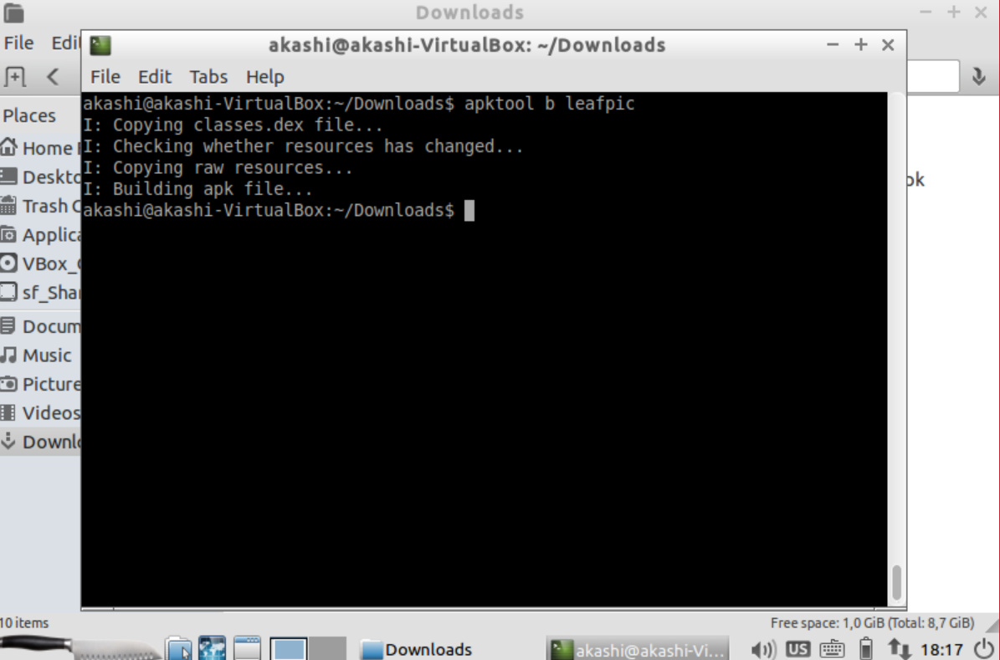 Downloads
File Edi
akashi@akashi-VirtualBox: ~/Downloads
File Edit Tabs Help
akashi@akashi-VirtualBox:~/Downloads$ apktool b leafpic
I: Copying classes.dex file...
I: Checking whether resources has changed...
I: Copying raw resources...
I: Building apk file...
akashi@akashi-VirtualBox:~/Downloads$
Places
Home
Deskto
Trash C
Applica
VBox_
sf_Shar
Docum
Music
Picture
Videos
Downlo
pk
10 items
Free space: 1,0 GiB (Total: 8,7 GiB)
Downloads
akashi@akashi-Vi...
US
18:17